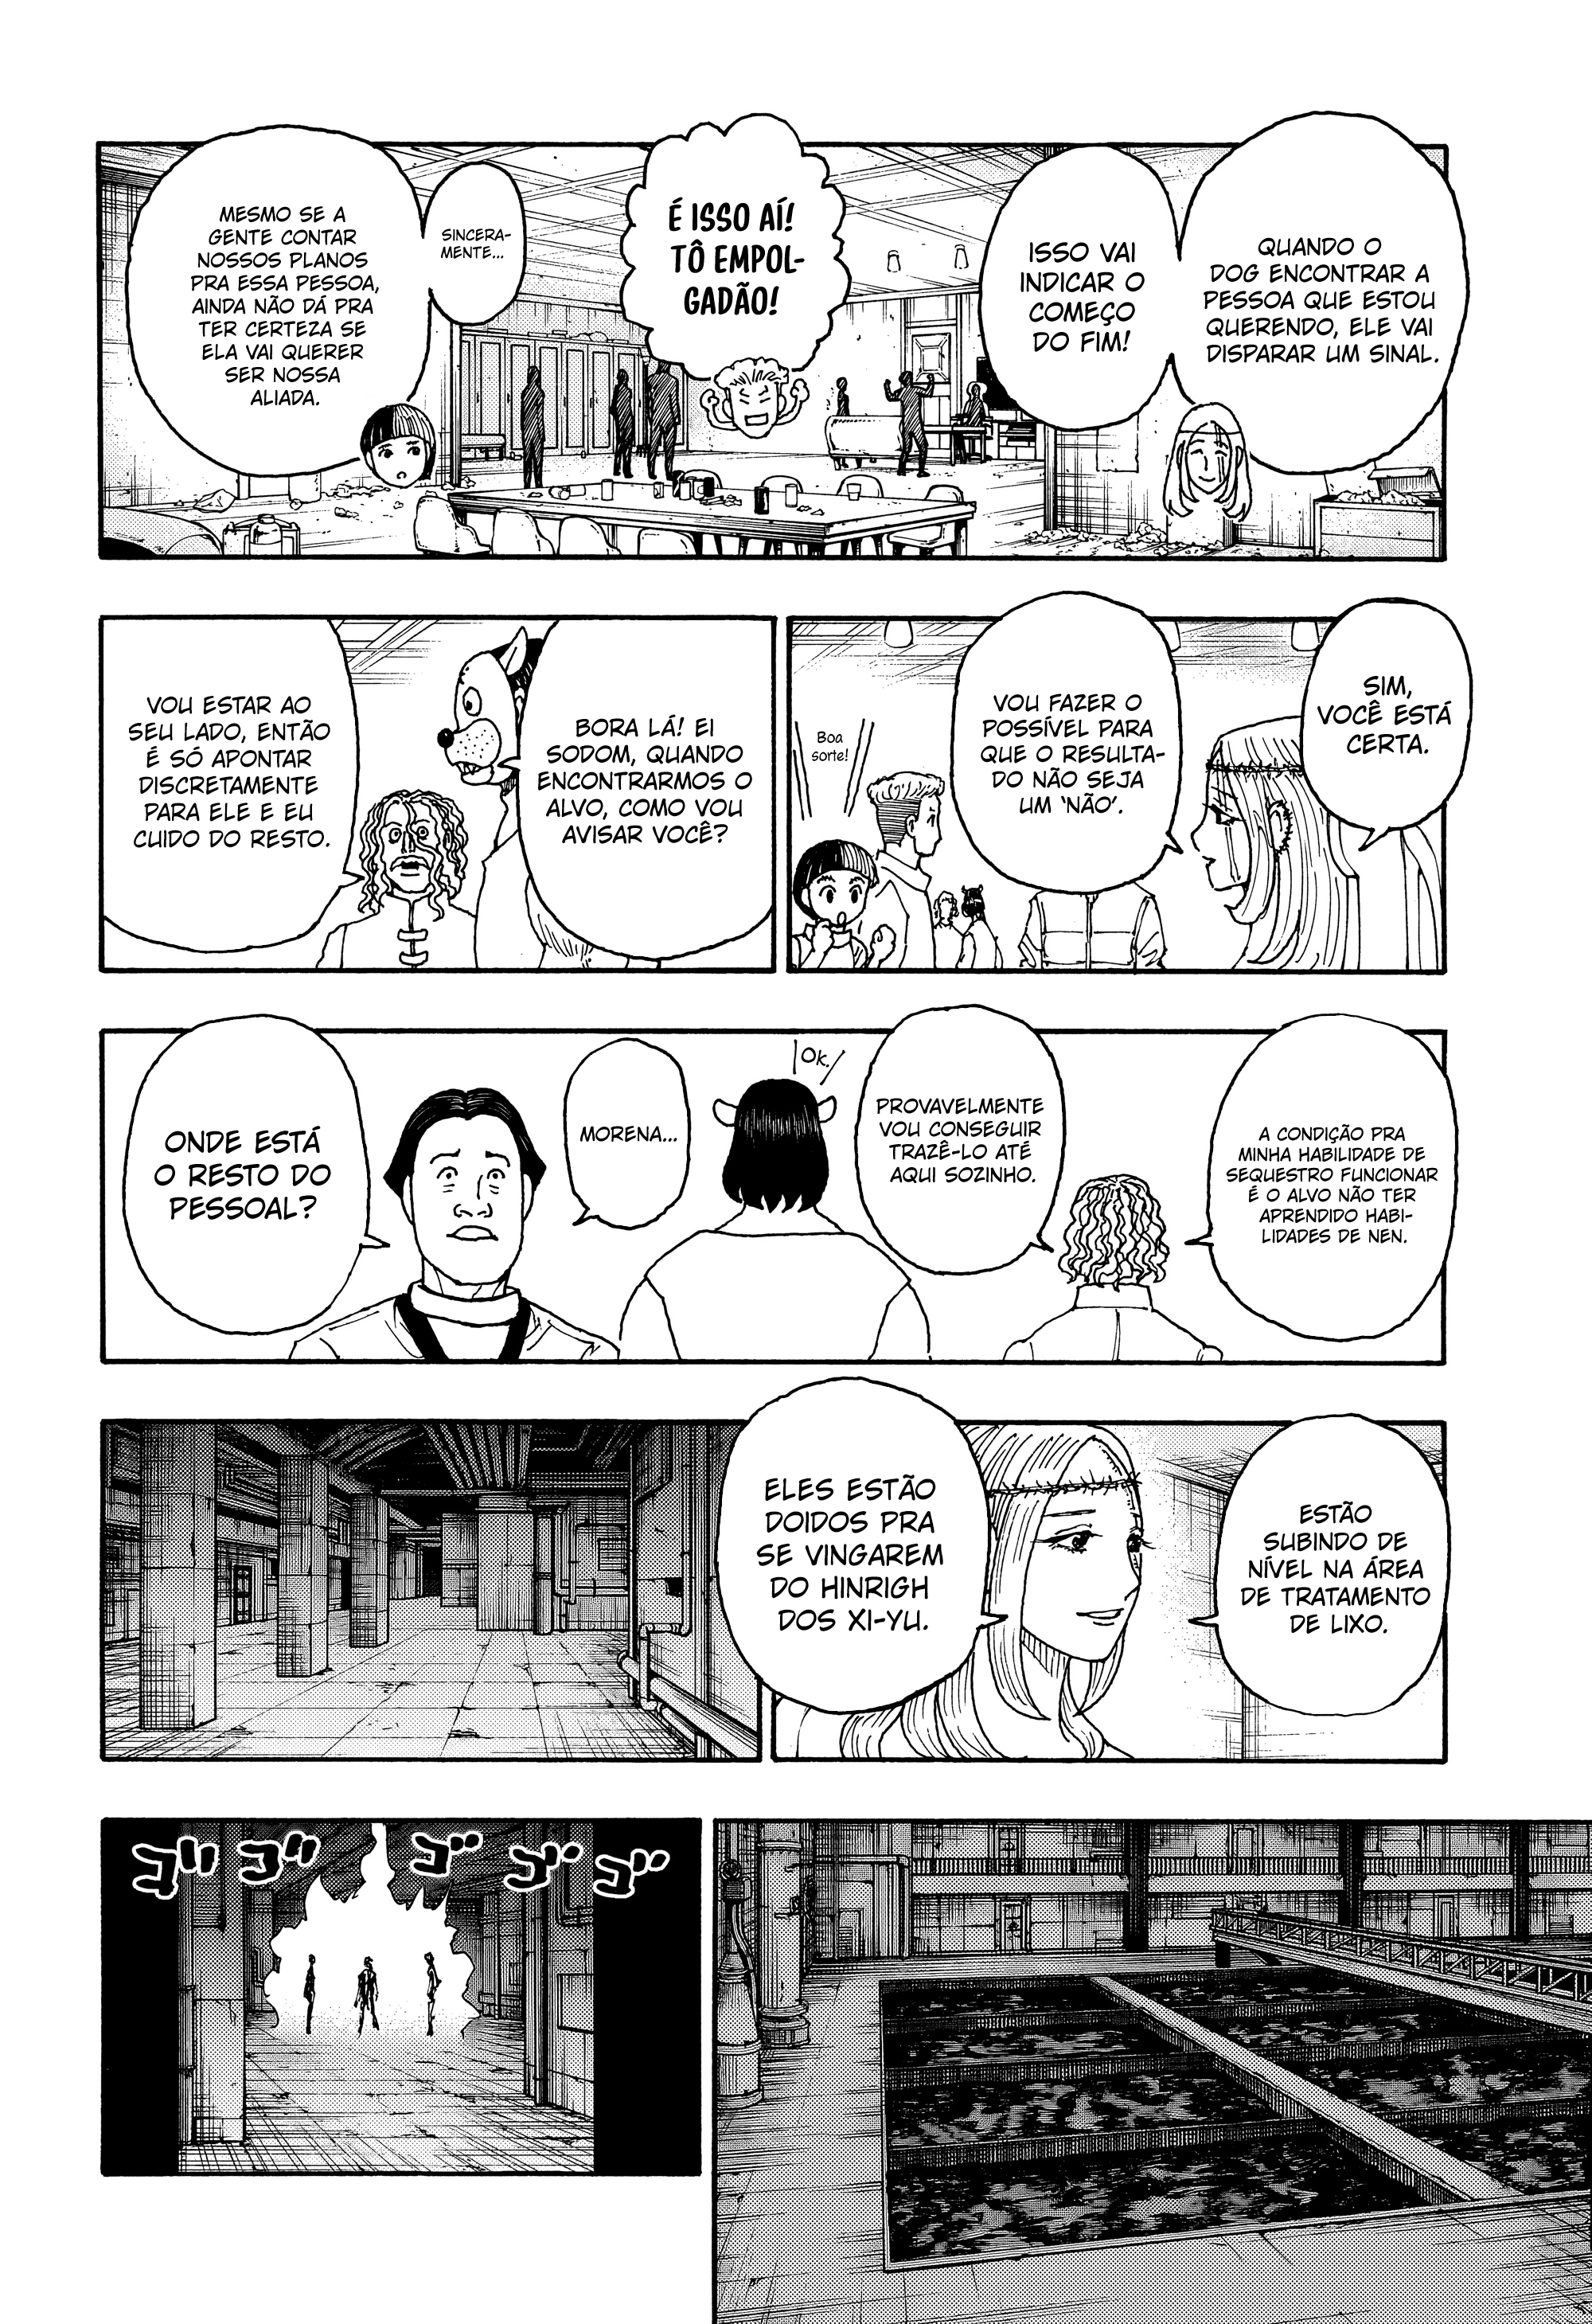 QUANDO O
DOG ENCONTRAR A
PESSOA QUE ESTOU
QUERENDO, ELE VAI
DISPARAR UM SINAL.
ISSO VAI
INDICAR O
COMEÇO
DO FIM!
É ISSO AÍ!
TÔ EMPOL-
GADÃO!
SINCERA-
MENTE...
MESMO SE A
GENTE CONTAR
NOSSOS PLANOS
PRA ESSA PESSOA,
AINDA NÃO DÁ PRA
TER CERTEZA SE
ELA VAI QUERER
SER NOSSA
ALIADA.
SIM,
VOCÊ ESTÁ
CERTA.
VOU FAZER O
POSSÍVEL PARA
QUE O RESULTA-
DO NÃO SEJA
UM ‘NÃO’.
Boa
sorte!
BORA LÁ! EI
SODOM, QUANDO
ENCONTRARMOS O
ALVO, COMO VOU
AVISAR VOCÊ?
VOU ESTAR AO
SEU LADO, ENTÃO
É SÓ APONTAR
DISCRETAMENTE
PARA ELE E EU
CUIDO DO RESTO.
A CONDIÇÃO PRA
MINHA HABILIDADE DE
SEQUESTRO FUNCIONAR
É O ALVO NÃO TER
APRENDIDO HABI-
LIDADES DE NEN.
PROVAVELMENTE
VOU CONSEGUIR
TRAZÊ-LO ATÉ
AQUI SOZINHO.
Ok.
MORENA...
ONDE ESTÁ
O RESTO DO
PESSOAL?
ESTÃO
SUBINDO DE
NÍVEL NA ÁREA
DE TRATAMENTO
DE LIXO.
ELES ESTÃO
DOIDOS PRA
SE VINGAREM
DO HINRIGH
DOS XI-YU.
ゴゴゴゴゴ